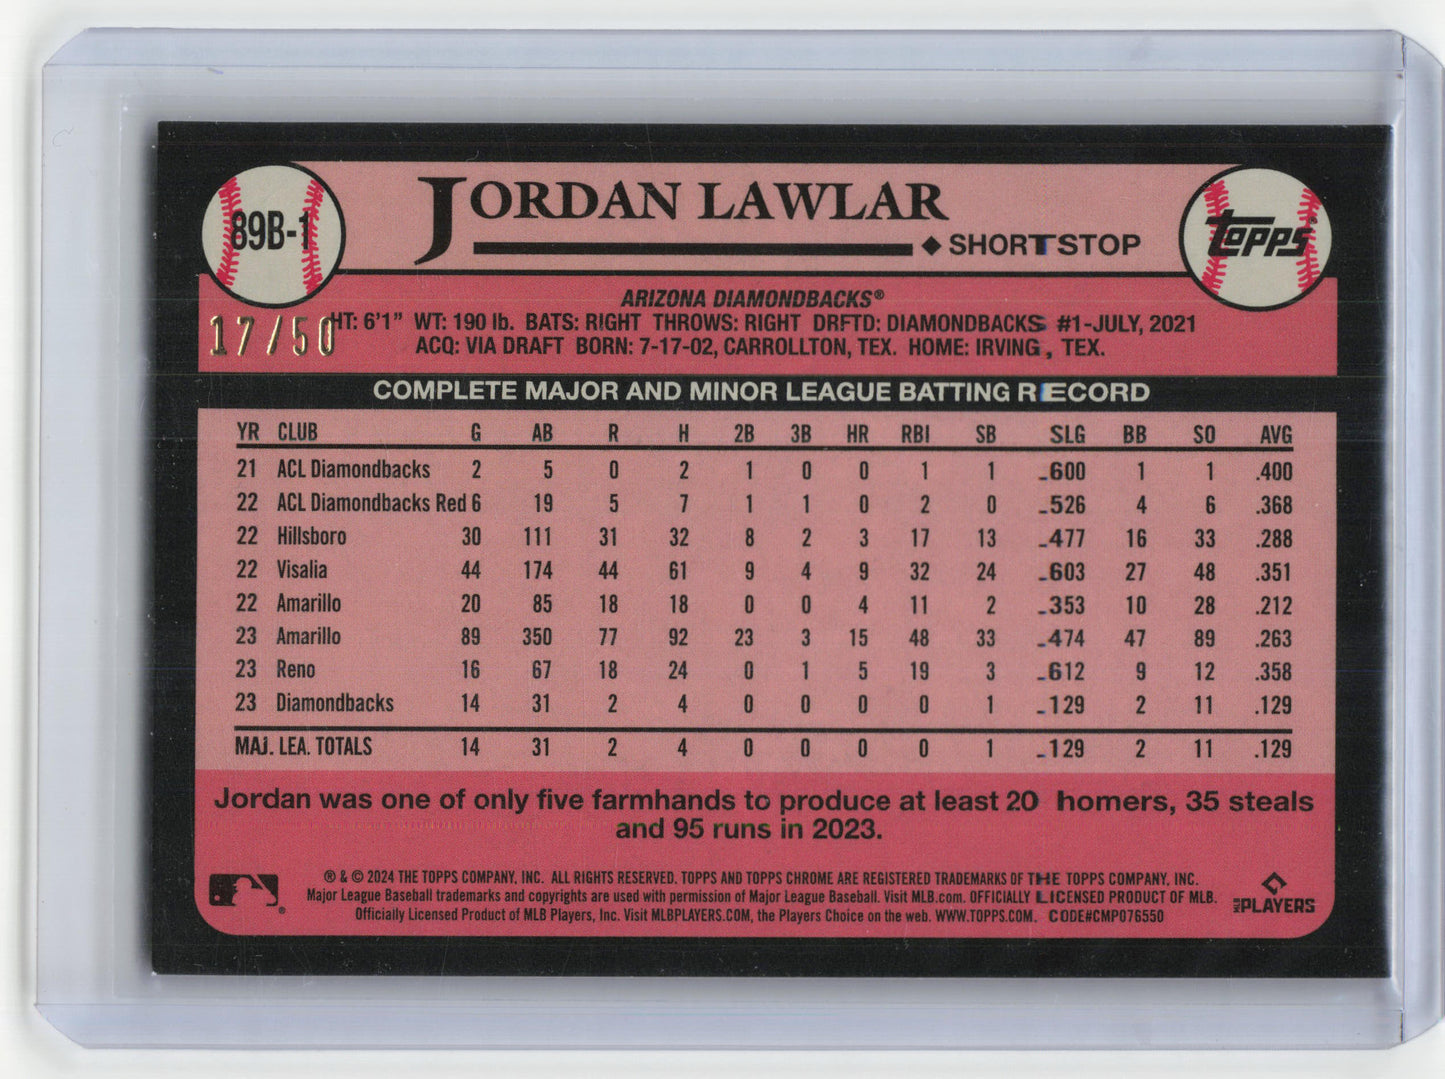 89B-1
JORDAN LAWLAR
◆ SHORTSTOP
TOPPS®
ARIZONA DIAMONDBACKS®
17/50
HT: 6'1" WT: 190 lb. BATS: RIGHT THROWS: RIGHT DRFTD: DIAMONDBACKS #1-JULY, 2021
ACQ: VIA DRAFT BORN: 7-17-02, CARROLLTON, TEX. HOME: IRVING, TEX.
COMPLETE MAJOR AND MINOR LEAGUE BATTING RECORD
YR CLUB G AB R H 2B 3B HR RBI SB SLG BB SO AVG
21 ACL Diamondbacks 2 5 0 2 1 0 0 1 1 .600 1 1 .400
22 ACL Diamondbacks Red 6 19 5 7 1 1 0 2 0 .526 4 6 .368
22 Hillsboro 30 111 31 32 8 2 3 17 13 .477 16 33 .288
22 Visalia 44 174 44 61 9 4 9 32 24 .603 27 48 .351
22 Amarillo 20 85 18 18 0 0 4 11 2 .353 10 28 .212
23 Amarillo 89 350 77 92 23 3 15 48 33 .474 47 89 .263
23 Reno 16 67 18 24 0 1 5 19 3 .612 9 12 .358
23 Diamondbacks 14 31 2 4 0 0 0 0 1 .129 2 11 .129
MAJ. LEA. TOTALS 14 31 2 4 0 0 0 0 1 .129 2 11 .129
Jordan was one of only five farmhands to produce at least 20 homers, 35 steals
and 95 runs in 2023.
® & © 2024 THE TOPPS COMPANY, INC. ALL RIGHTS RESERVED. TOPPS AND TOPPS CHROME ARE REGISTERED TRADEMARKS OF THE TOPPS COMPANY, INC.
Major League Baseball trademarks and copyrights are used with permission of Major League Baseball. Visit MLB.com. OFFICIALLY LICENSED PRODUCT OF MLB.
Officially Licensed Product of MLB Players, Inc. Visit MLBPLAYERS.COM, the Players Choice on the web. WWW.TOPPS.COM. CODE#CMP076550
MLB PLAYERS